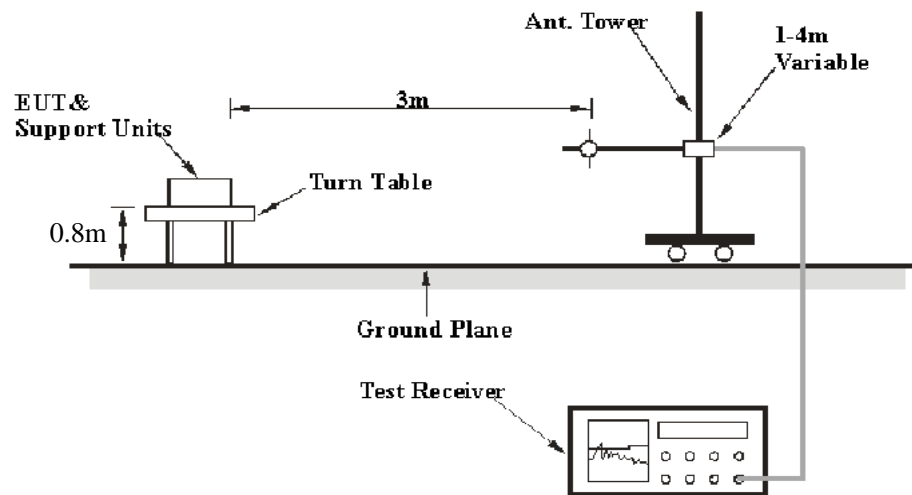 Ant. Tower
1-4m
Variable
EUT&
Support Units
3m
Turn Table
0.8m
Ground Plane
Test Receiver